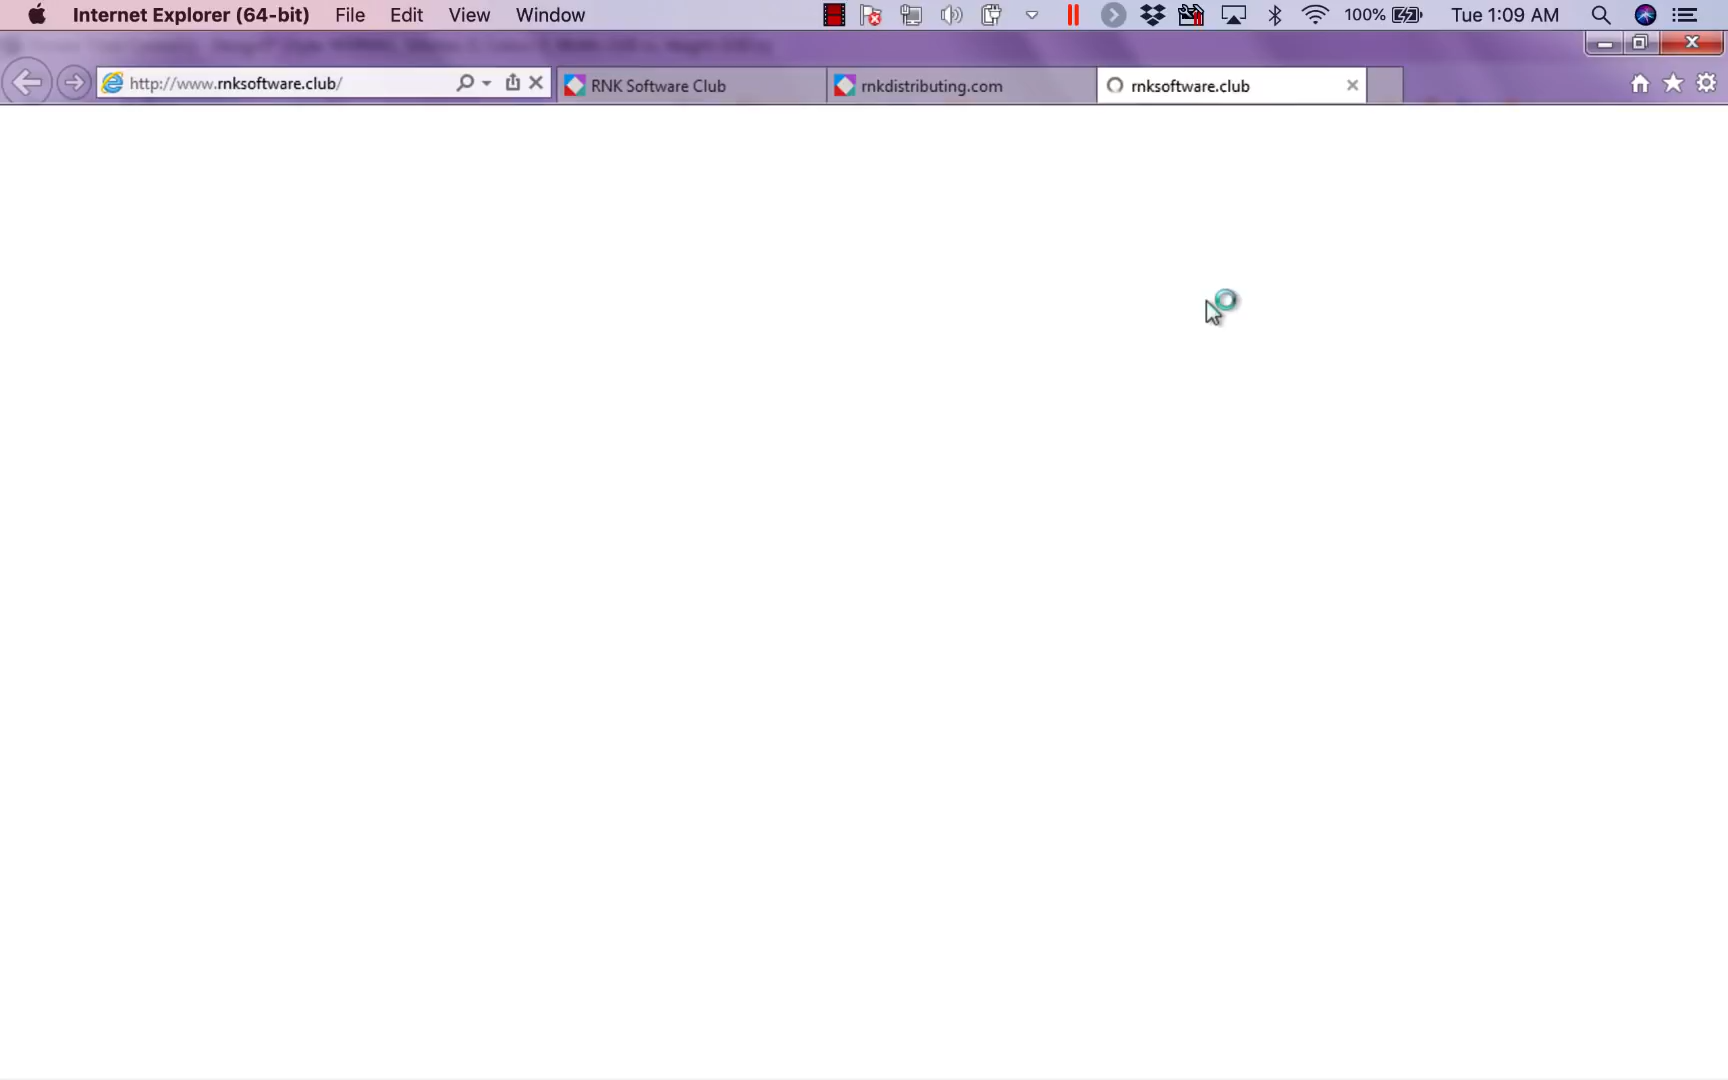 Internet Explorer (64-bit) File Edit View Window 100% Tue 1:09 AM
http://www.rnksoftware.club/ RNK Software Club rnkdistributing.com rnksoftware.club